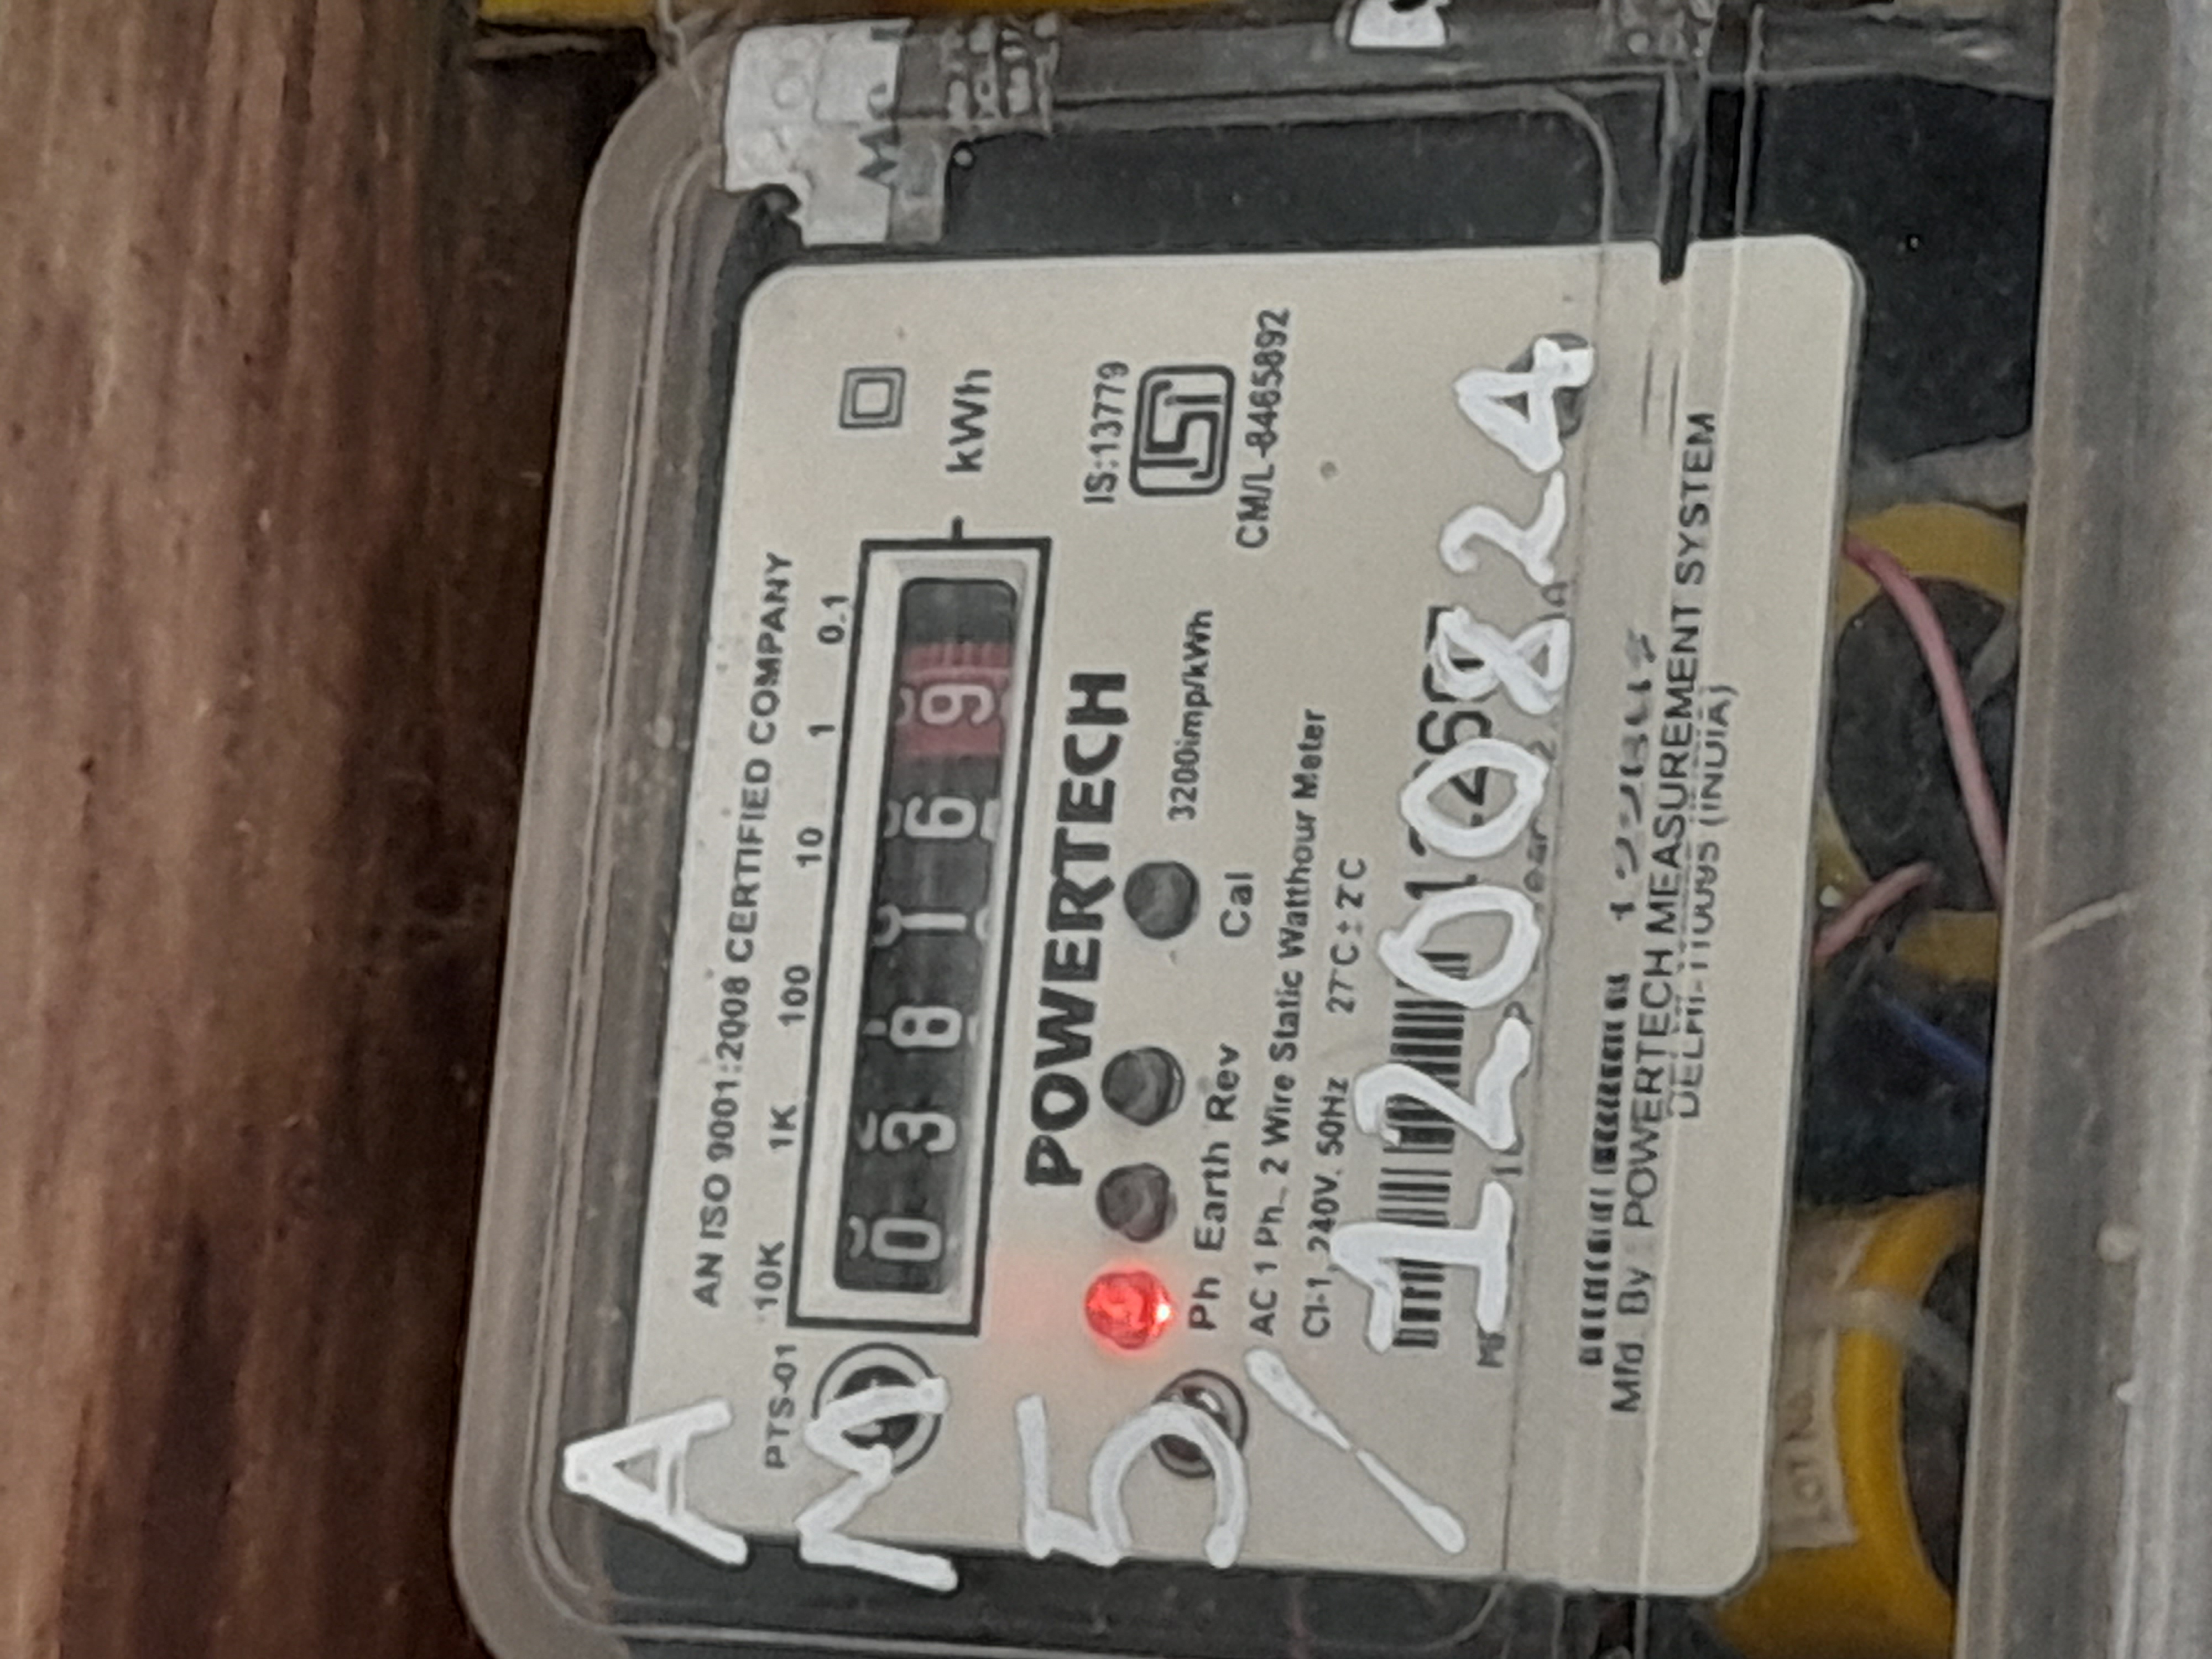 AN ISO 9001:2008 CERTIFIED COMPANY
PTS-01 10K 1K 100 10 1 0.1
0 3 8 1 6 9 kWh
POWERTECH
IS:13779
3200imp/kWh
Ph Earth Rev Cal
CM/L-8465892
AC 1 Ph., 2 Wire Static Watthour Meter
Cl-1, 240V, 50Hz 27°C ± 2°C
AM
5/
1200824
Mfd By : POWERTECH MEASUREMENT SYSTEM
(INDIA)